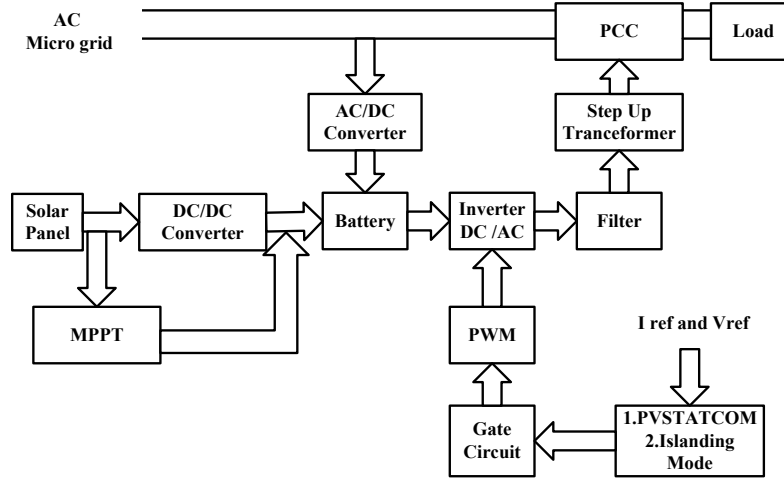 AC
Micro grid
PCC
Load
AC/DC
Converter
Step Up
Tranceformer
Solar
Panel
DC/DC
Converter
Battery
Inverter
DC /AC
Filter
MPPT
PWM
I ref and Vref
Gate
Circuit
1.PVSTATCOM
2.Islanding
Mode